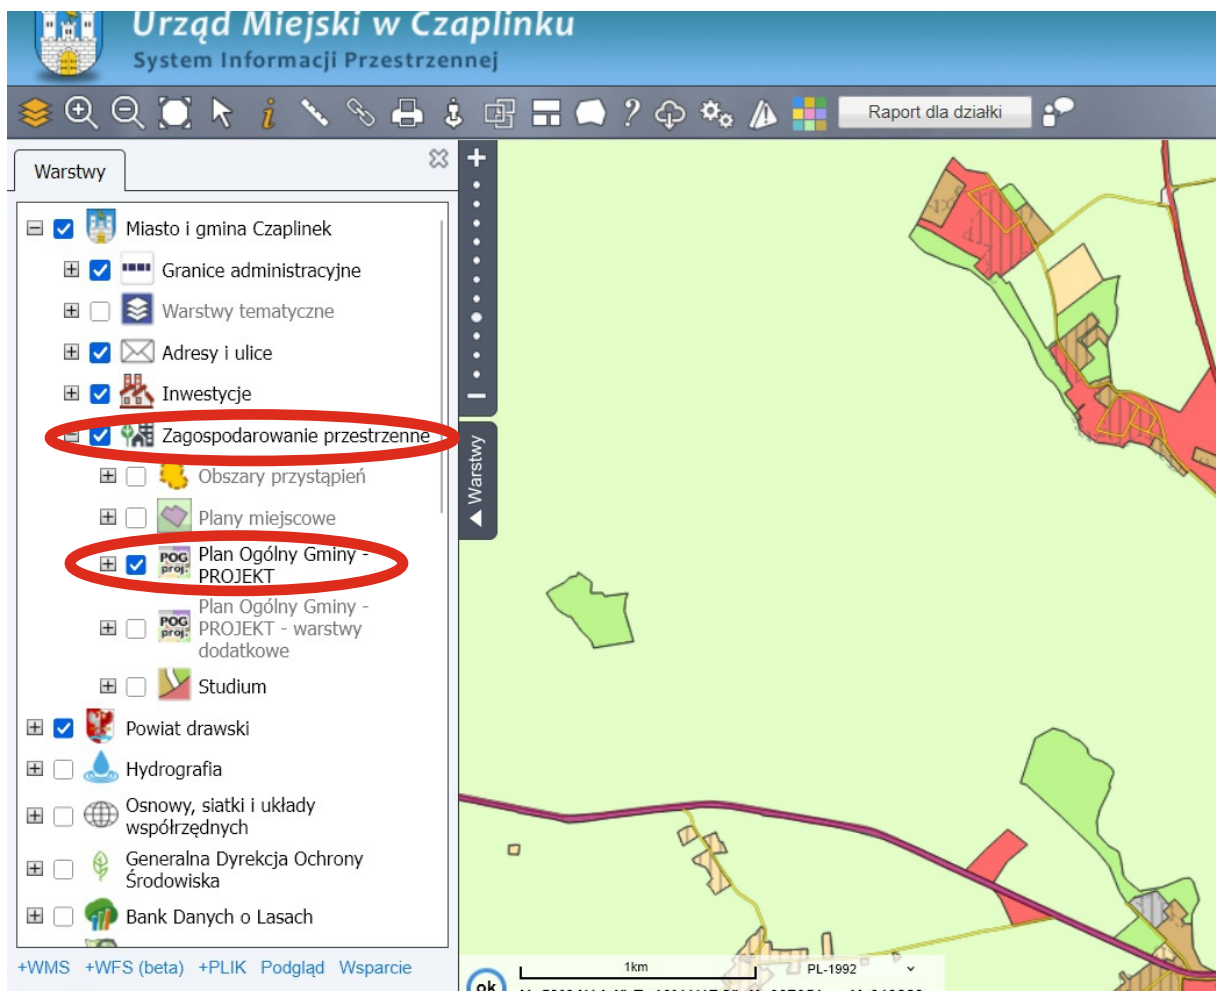 Urząd Miejski w Czaplinku
System Informacji Przestrzennej
Raport dla działki
Warstwy
Miasto i gmina Czaplinek
Granice administracyjne
Warstwy tematyczne
Adresy i ulice
Inwestycje
Zagospodarowanie przestrzenne
Obszary przystąpień
Plany miejscowe
POG
proj.
Plan Ogólny Gminy -
PROJEKT
POG
proj.
Plan Ogólny Gminy -
PROJEKT - warstwy
dodatkowe
Studium
Powiat drawski
Hydrografia
Osnowy, siatki i układy
współrzędnych
Generalna Dyrekcja Ochrony
Środowiska
Bank Danych o Lasach
+WMS +WFS (beta) +PLIK Podgląd Wsparcie
Warstwy
1km
PL-1992
ok